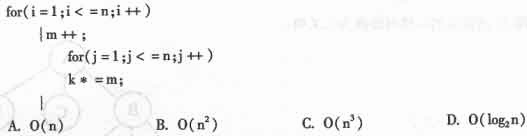 for(i=1;i<=n;i++)
{m++;
for(j=1;j<=n;j++)
k*=m;
}
A. O(n) B. O(n²) C. O(n³) D. O(log₂n)